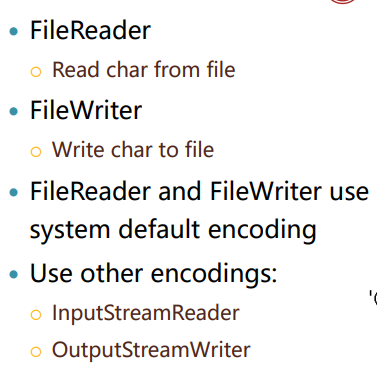 FileReader
Read char from file
FileWriter
Write char to file
FileReader and FileWriter use
system default encoding
Use other encodings:
InputStreamReader
OutputStreamWriter